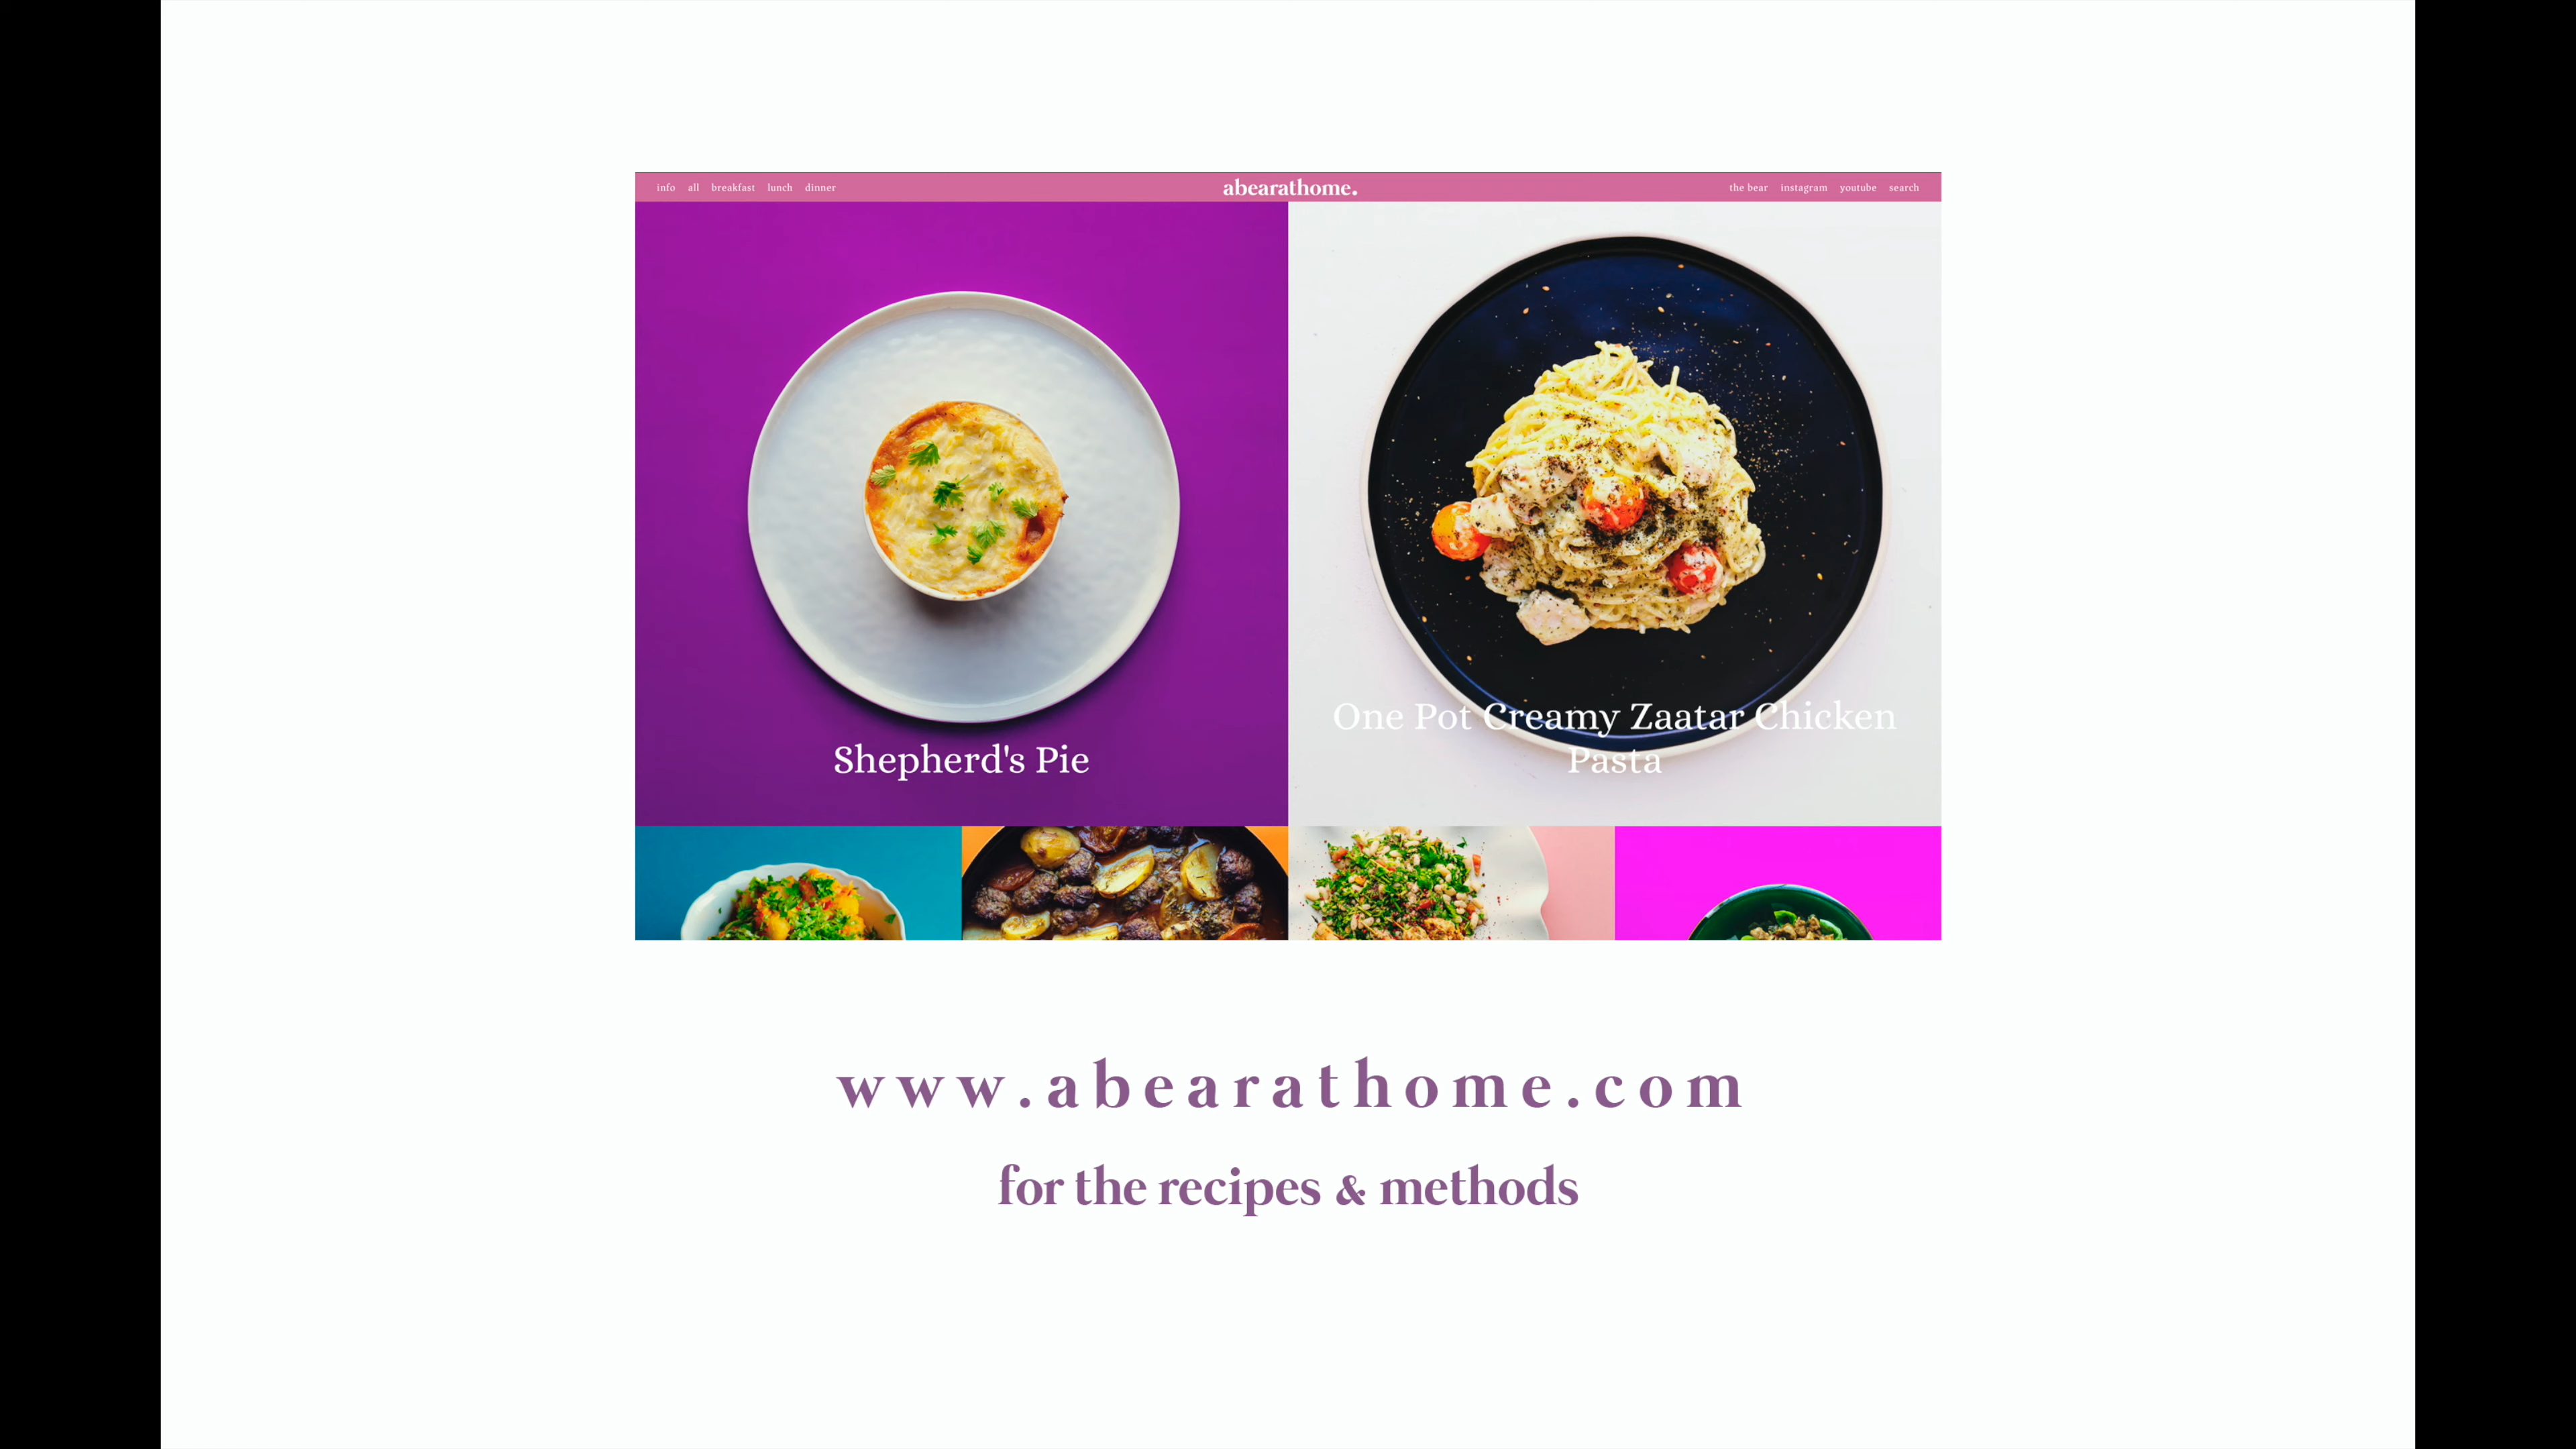 info all breakfast lunch dinner
abearathome.
the bear instagram youtube search
Shepherd's Pie
One Pot Creamy Zaatar Chicken
Pasta
www.abearathome.com
for the recipes & methods